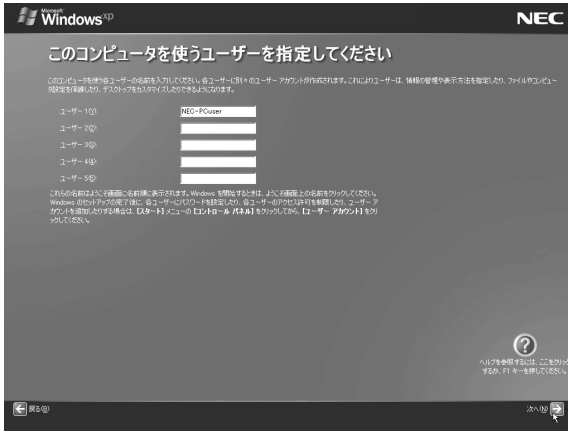 Microsoft
Windows xp
NEC
このコンピュータを使うユーザーを指定してください
このコンピュータを使う各ユーザーの名前を入力してください。各ユーザーに別々のユーザー アカウントが作成されます。これによりユーザーは、情報の管理や表示方法を指定したり、ファイルやコンピュー
タ設定を保護したり、デスクトップをカスタマイズしたりできるようになります。
ユーザー 1(Y):
NEC-PCuser
ユーザー 2(2):
ユーザー 3(3):
ユーザー 4(4):
ユーザー 5(5):
これらの名前はようこそ画面に名前順に表示されます。Windows を開始するときは、ようこそ画面上の名前をクリックしてください。
Windows のセットアップの完了後に、各ユーザーにパスワードを設定したり、各ユーザーのアクセス許可を制限したり、ユーザー ア
カウントを追加したりする場合は、[スタート] メニューの [コントロール パネル] をクリックしてから、[ユーザー アカウント] をクリ
ックしてください。
?
ヘルプを参照するには、ここをクリック
するか、F1 キーを押してください。
戻る(B)
次へ(N)